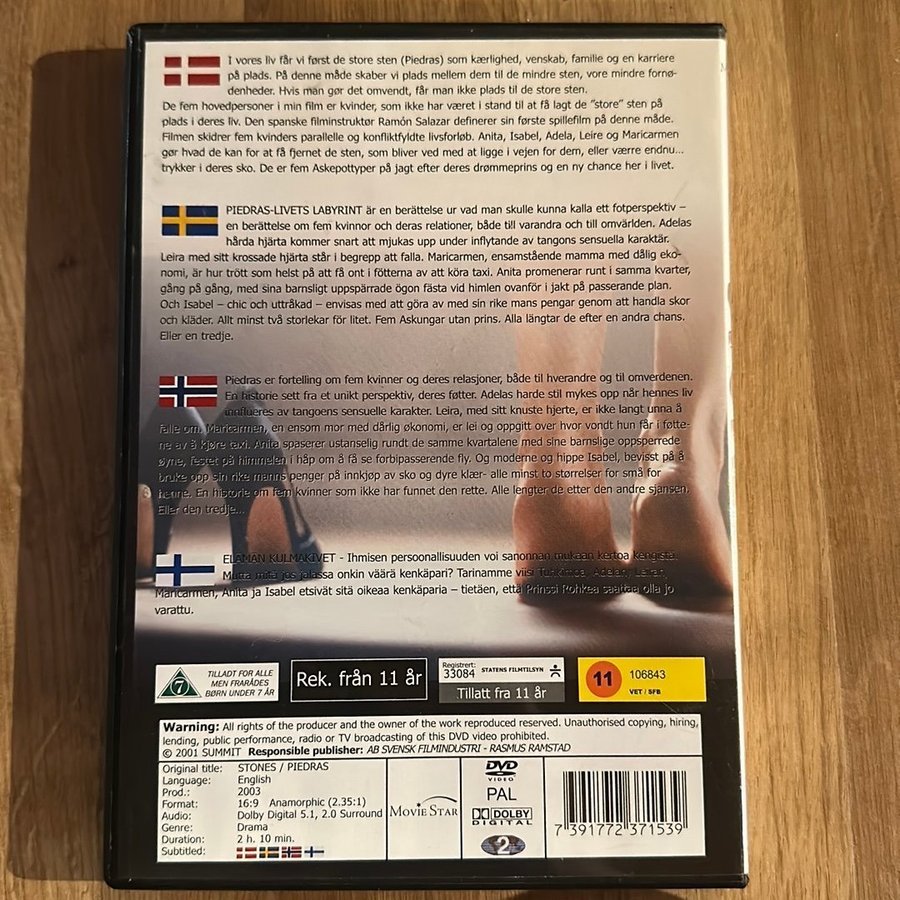 I vores liv får vi først de store sten (Piedras) som kærlighed, venskab, familie og en karriere
på plads. På denne måde skaber vi plads mellem dem til de mindre sten, vore mindre fornø-
denheder. Hvis man gør det omvendt, får man ikke plads til de store sten.
De fem hovedpersoner i min film er kvinder, som ikke har været i stand til at få lagt de "store" sten på
plads i deres liv. Den spanske filminstruktør Ramón Salazar definerer sin første spillefilm på denne måde.
Filmen skidrer fem kvinders parallelle og konfliktfyldte livsforløb. Anita, Isabel, Adela, Leire og Maricarmen
gør hvad de kan for at få fjernet de sten, som bliver ved med at ligge i vejen for dem, eller værre endnu...
trykker i deres sko. De er fem Askepottyper på jagt efter deres drømmeprins og en ny chance her i livet.
PIEDRAS-LIVETS LABYRINT är en berättelse ur vad man skulle kunna kalla ett fotperspektiv –
en berättelse om fem kvinnor och deras relationer, både till varandra och till omvärlden. Adelas
hårda hjärta kommer snart att mjukas upp under inflytande av tangons sensuella karaktär.
Leira med sitt krossade hjärta står i begrepp att falla. Maricarmen, ensamstående mamma med dålig eko-
nomi, är hur trött som helst på att få ont i fötterna av att köra taxi. Anita promenerar runt i samma kvarter,
gång på gång, med sina barnsligt uppspärrade ögon fästa vid himlen ovanför i jakt på passerande plan.
Och Isabel – chic och uttråkad – envisas med att göra av med sin rike mans pengar genom att handla skor
och kläder. Allt minst två storlekar för litet. Fem Askungar utan prins. Alla längtar de efter en andra chans.
Eller en tredje.
Piedras er fortelling om fem kvinner og deres relasjoner, både til hverandre og til omverdenen.
En historie sett fra et unikt perspektiv, deres føtter. Adelas harde stil mykes opp når hennes liv
innflueres av tangoens sensuelle karakter. Leira, med sitt knuste hjerte, er ikke langt unna å
falle om. Maricarmen, en ensom mor med dårlig økonomi, er lei og oppgitt over hvor vondt hun får i føtte-
ne av å kjøre taxi. Anita spaserer ustanselig rundt de samme kvartalene med sine barnslige oppsperrede
øyne, festet på himmelen i håp om å få se forbipasserende fly. Og moderne og hippe Isabel, bevisst på å
bruke opp sin rike manns penger på innkjøp av sko og dyre klær- alle minst to størrelser for små for
henne. En historie om fem kvinner som ikke har funnet den rette. Alle lengter de etter den andre sjansen.
Eller den tredje...
ELÄMÄN KULMAKIVET - Ihmisen persoonallisuuden voi sanonnan mukaan kertoa kengistä.
Mutta mitä jos jalassa onkin väärä kenkäpari? Tarinamme viisi Tuhkimoa, Adelan, Leiran,
Maricarmen, Anita ja Isabel etsivät sitä oikeaa kenkäparia – tietäen, että Prinssi Rohkea saattaa olla jo
varattu.
7
TILLADT FOR ALLE
MEN FRARÅDES
BØRN UNDER 7 ÅR
Rek. från 11 år
Registrert:
33084 STATENS FILMTILSYN
Tillatt fra 11 år
11 106843
VET / SFB
Warning: All rights of the producer and the owner of the work reproduced reserved. Unauthorised copying, hiring,
lending, public performance, radio or TV broadcasting of this DVD video prohibited.
© 2001 SUMMIT Responsible publisher: AB SVENSK FILMINDUSTRI - RASMUS RAMSTAD
Original title: STONES / PIEDRAS
Language: English
Prod.: 2003
Format: 16:9 Anamorphic (2.35:1)
Audio: Dolby Digital 5.1, 2.0 Surround
Genre: Drama
Duration: 2 h. 10 min.
Subtitled:
MOVIE STAR
DVD
VIDEO
PAL
DOLBY
DIGITAL
2
7 391772 371539